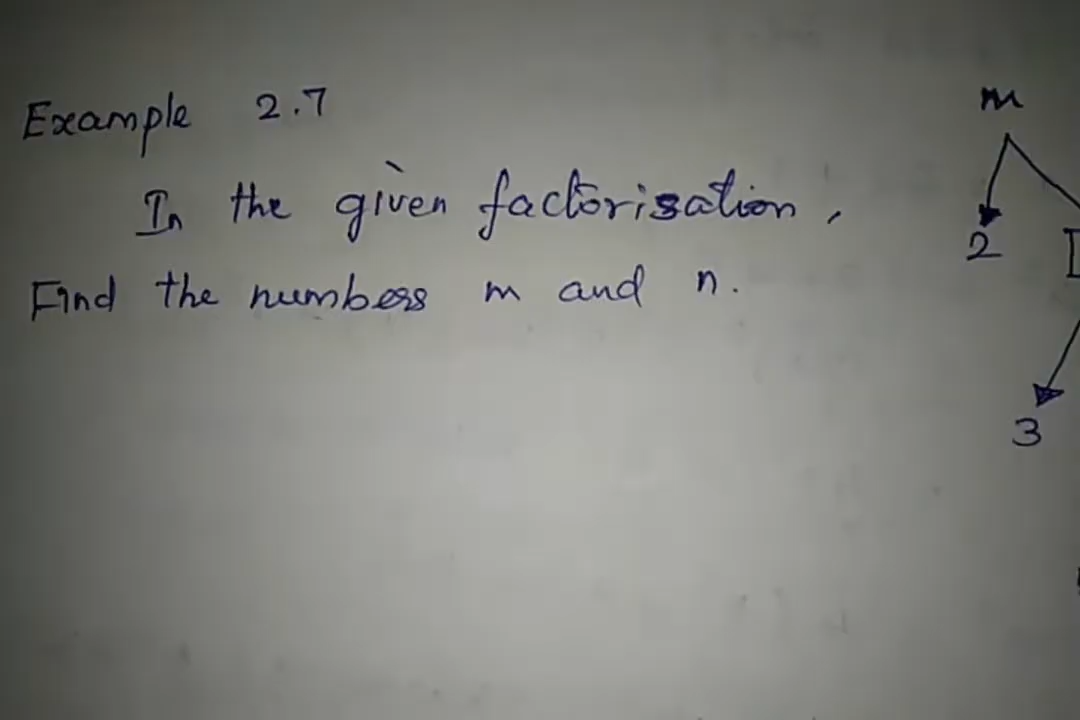 Example 2.7
In the given factorisation,
Find the numbers m and n.
m
2
3